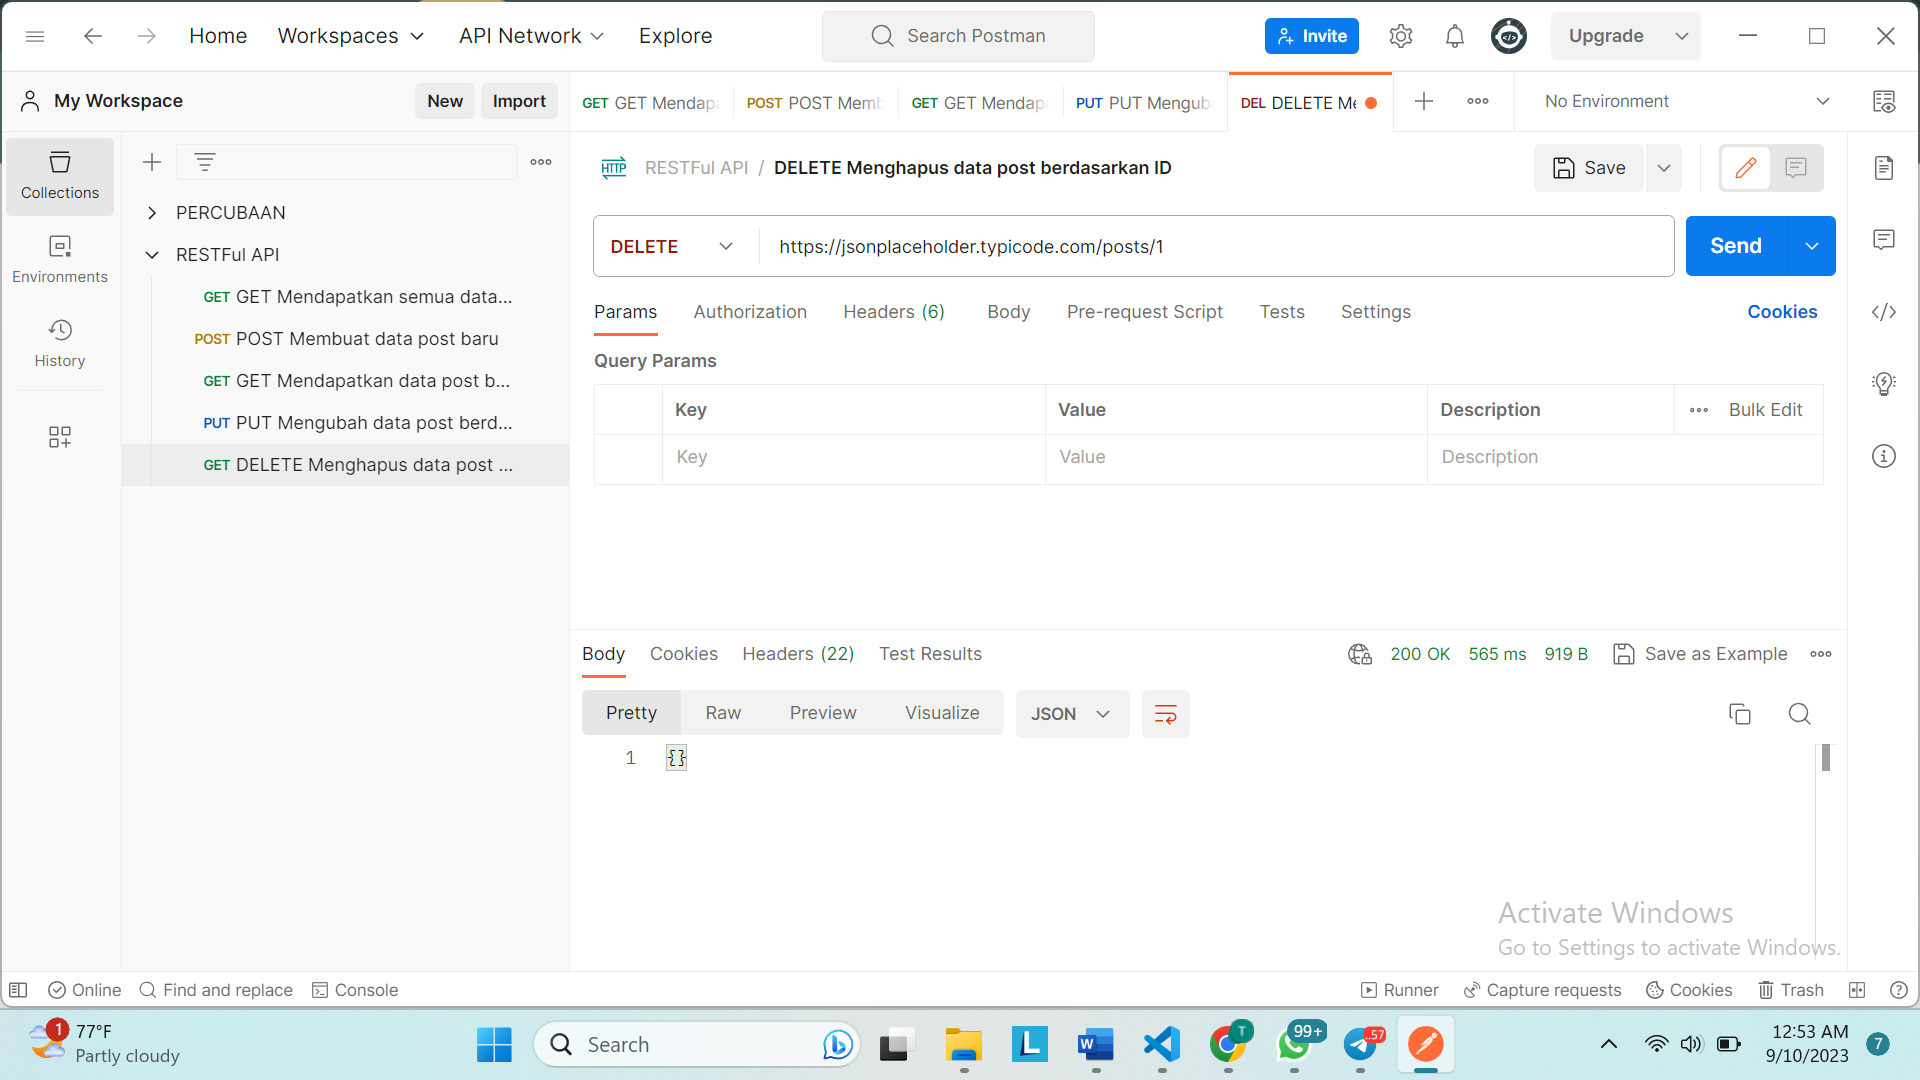 Home
Workspaces
API Network
Explore
Search Postman
Invite
Upgrade
My Workspace
New
Import
GET GET Mendap
POST POST Mem
GET GET Mendap
PUT PUT Mengub
DEL DELETE Me
No Environment
Collections
Environments
History
PERCUBAAN
RESTFul API
GET GET Mendapatkan semua data...
POST POST Membuat data post baru
GET GET Mendapatkan data post b...
PUT PUT Mengubah data post berd...
GET DELETE Menghapus data post ...
HTTP RESTFul API / DELETE Menghapus data post berdasarkan ID
Save
DELETE
https://jsonplaceholder.typicode.com/posts/1
Send
Params
Authorization
Headers (6)
Body
Pre-request Script
Tests
Settings
Cookies
Query Params
Key
Value
Description
Bulk Edit
Key
Value
Description
Body
Cookies
Headers (22)
Test Results
200 OK
565 ms
919 B
Save as Example
Pretty
Raw
Preview
Visualize
JSON
1 {}
Activate Windows
Go to Settings to activate Windows.
Online
Find and replace
Console
Runner
Capture requests
Cookies
Trash
1
77°F
Partly cloudy
Search
L
W
T
99+
..57
12:53 AM
9/10/2023
7